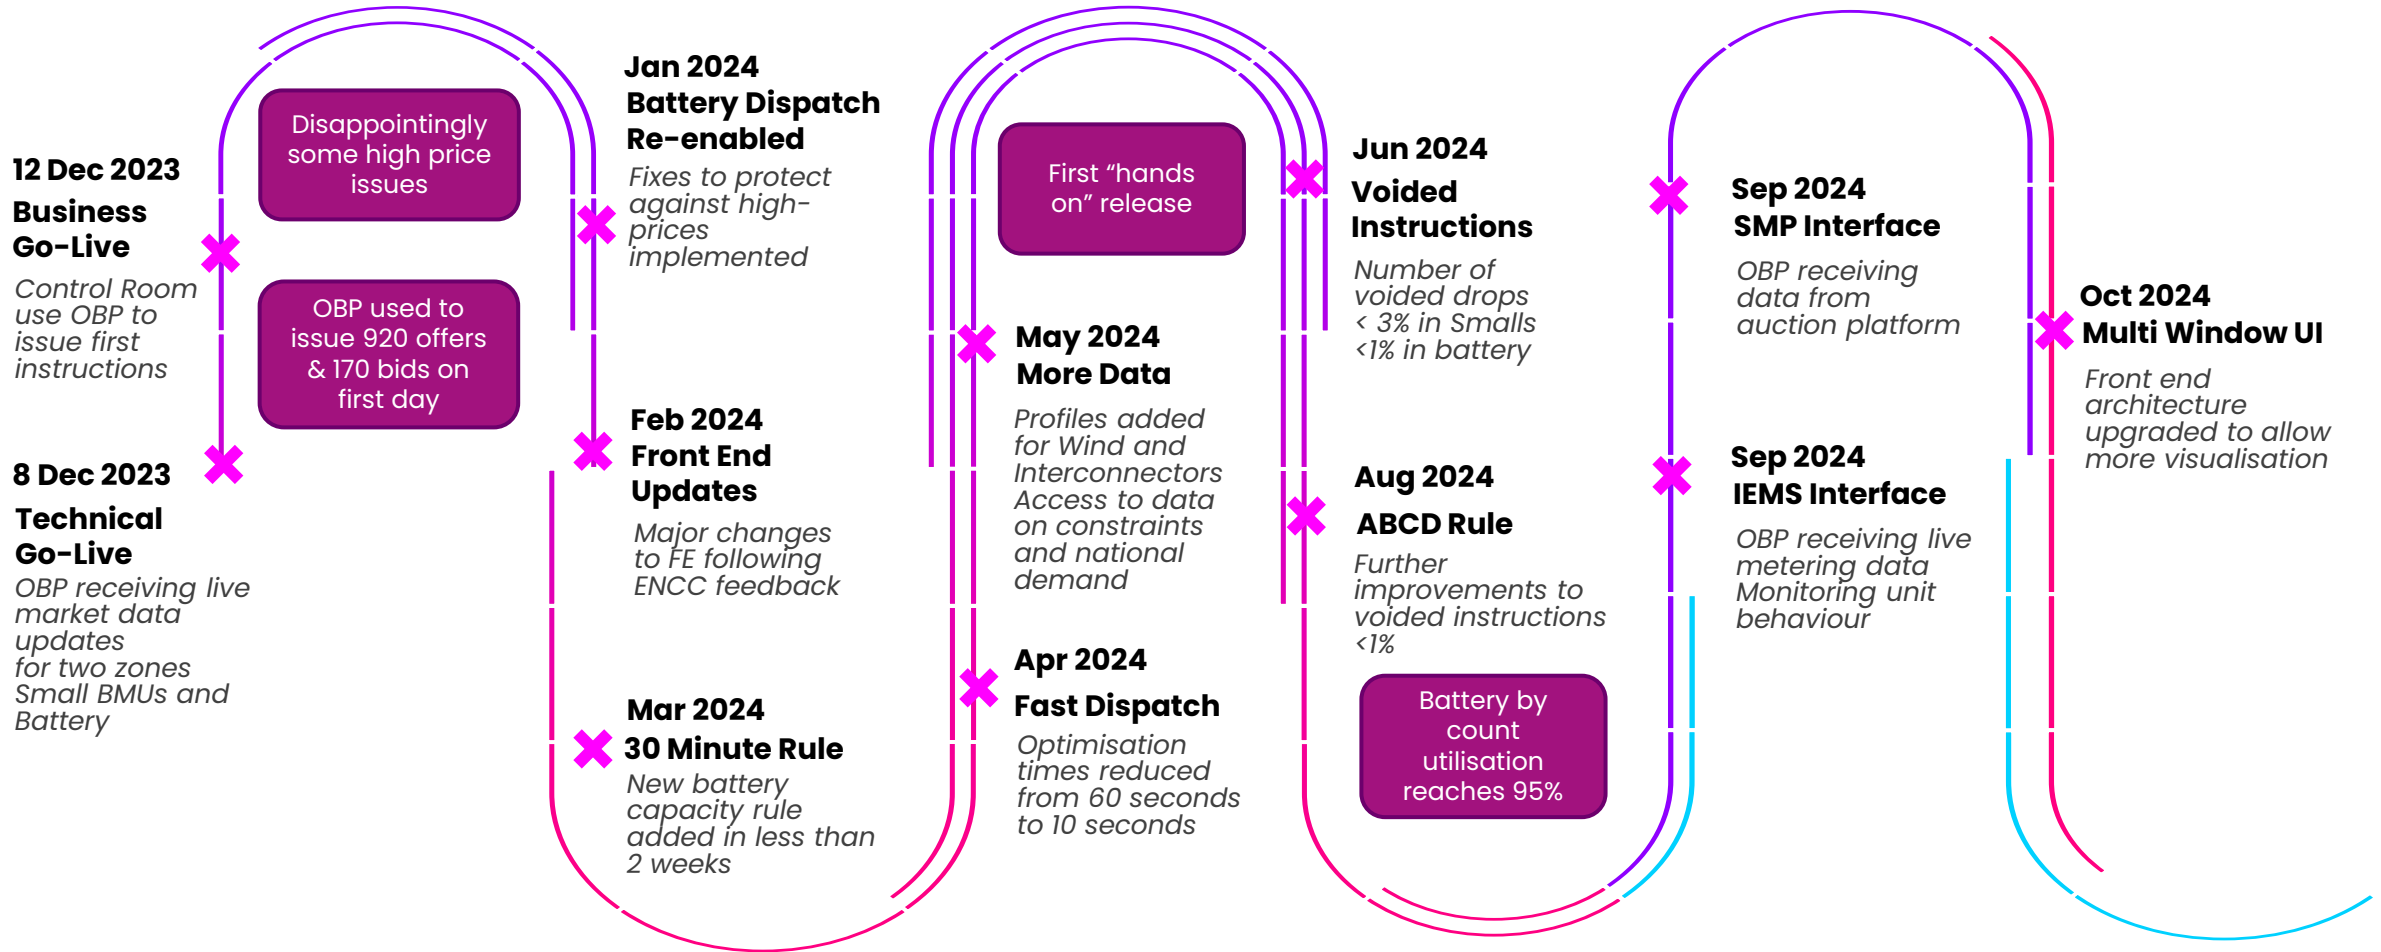 12 Dec 2023
Business
Go-Live
Control Room
use OBP to
issue first
instructions
8 Dec 2023
Technical
Go-Live
OBP receiving live
market data
updates
for two zones
Small BMUs and
Battery
Disappointingly
some high price
issues
OBP used to
issue 920 offers
& 170 bids on
first day
Jan 2024
Battery Dispatch
Re-enabled
Fixes to protect
against high-
prices
implemented
Feb 2024
Front End
Updates
Major changes
to FE following
ENCC feedback
Mar 2024
30 Minute Rule
New battery
capacity rule
added in less than
2 weeks
First “hands
on” release
May 2024
More Data
Profiles added
for Wind and
Interconnectors
Access to data
on constraints
and national
demand
Apr 2024
Fast Dispatch
Optimisation
times reduced
from 60 seconds
to 10 seconds
Jun 2024
Voided
Instructions
Number of
voided drops
< 3% in Smalls
<1% in battery
Aug 2024
ABCD Rule
Further
improvements to
voided instructions
<1%
Battery by
count
utilisation
reaches 95%
Sep 2024
SMP Interface
OBP receiving
data from
auction platform
Sep 2024
IEMS Interface
OBP receiving live
metering data
Monitoring unit
behaviour
Oct 2024
Multi Window UI
Front end
architecture
upgraded to allow
more visualisation